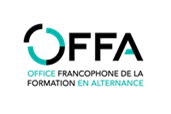 OFFA
OFFICE FRANCOPHONE DE LA
FORMATION EN ALTERNANCE